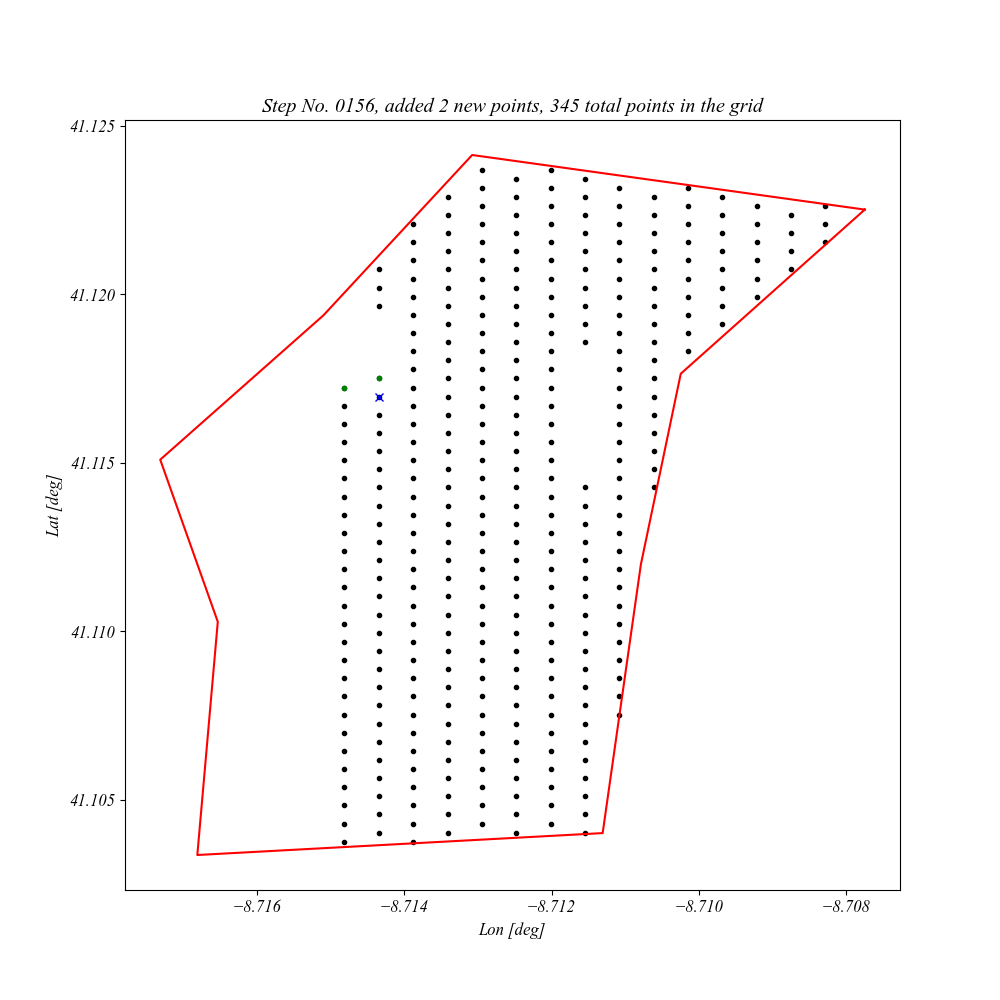 Step No. 0156, added 2 new points, 345 total points in the grid
41.125
41.120
41.115
41.110
41.105
Lat [deg]
−8.716 −8.714 −8.712 −8.710 −8.708
Lon [deg]